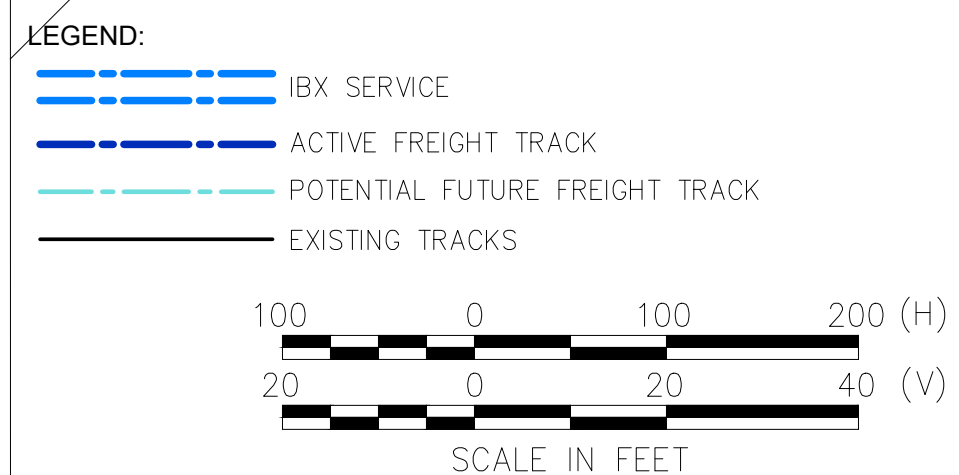 LEGEND:
IBX SERVICE
ACTIVE FREIGHT TRACK
POTENTIAL FUTURE FREIGHT TRACK
EXISTING TRACKS
100 0 100 200 (H)
20 0 20 40 (V)
SCALE IN FEET